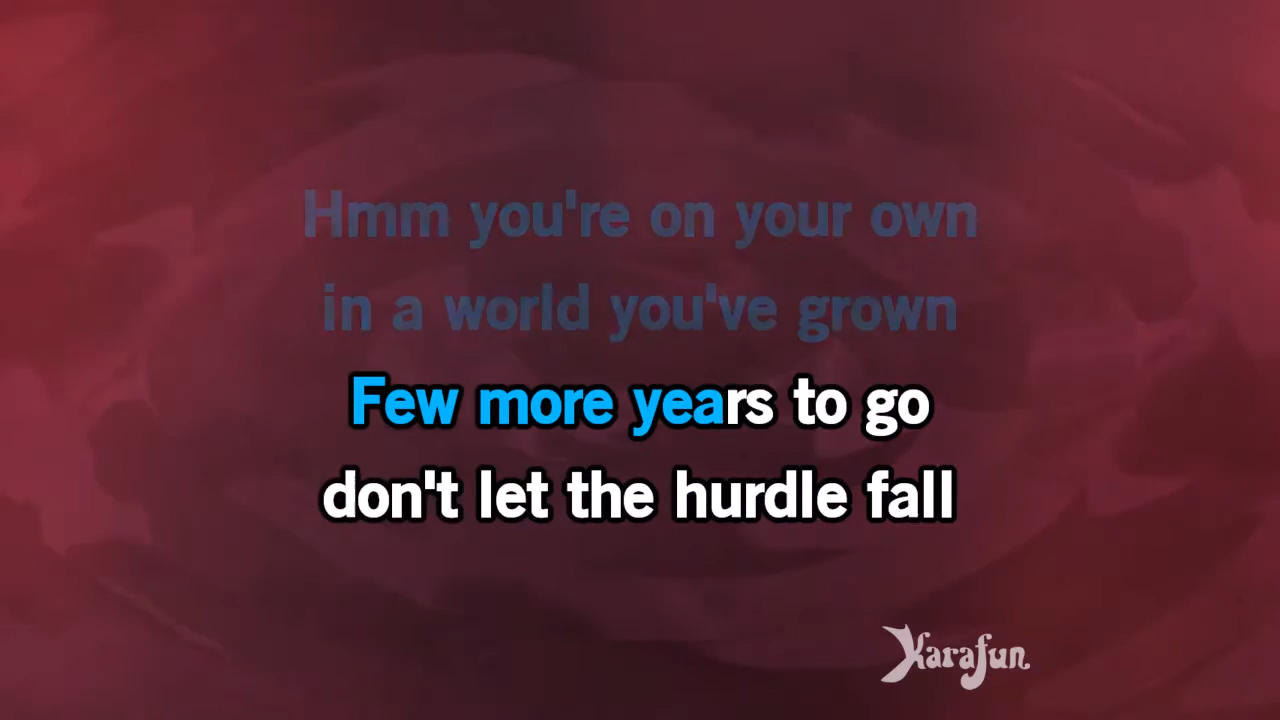 Hmm you're on your own
in a world you've grown
Few more years to go
don't let the hurdle fall
Karafun